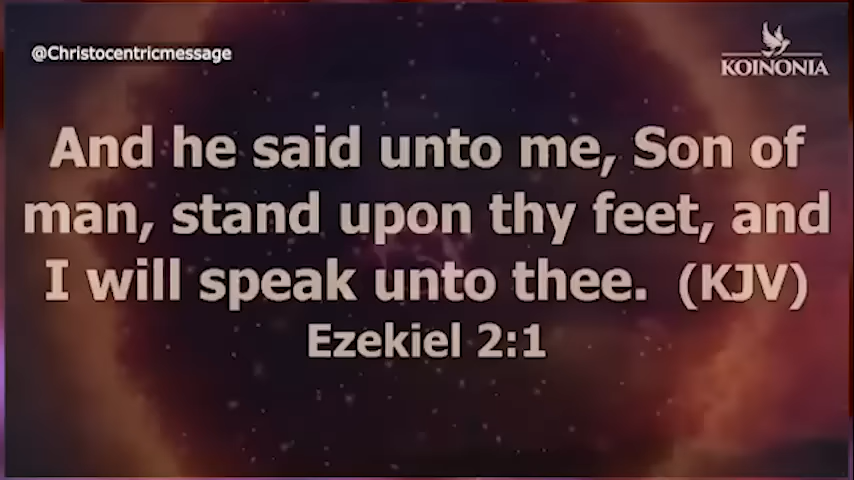 @Christocentricmessage
KOINONIA
And he said unto me, Son of
man, stand upon thy feet, and
I will speak unto thee. (KJV)
Ezekiel 2:1